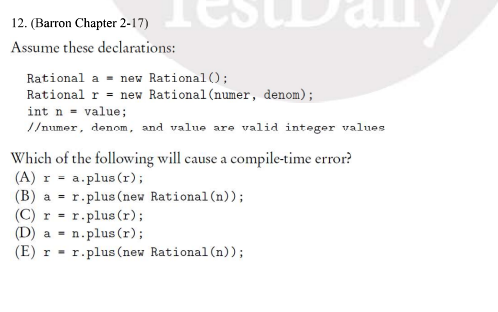 TestDaily
12. (Barron Chapter 2-17)
Assume these declarations:
Rational a = new Rational();
Rational r = new Rational(numer, denom);
int n = value;
//numer, denom, and value are valid integer values
Which of the following will cause a compile-time error?
(A) r = a.plus(r);
(B) a = r.plus(new Rational(n));
(C) r = r.plus(r);
(D) a = n.plus(r);
(E) r = r.plus(new Rational(n));